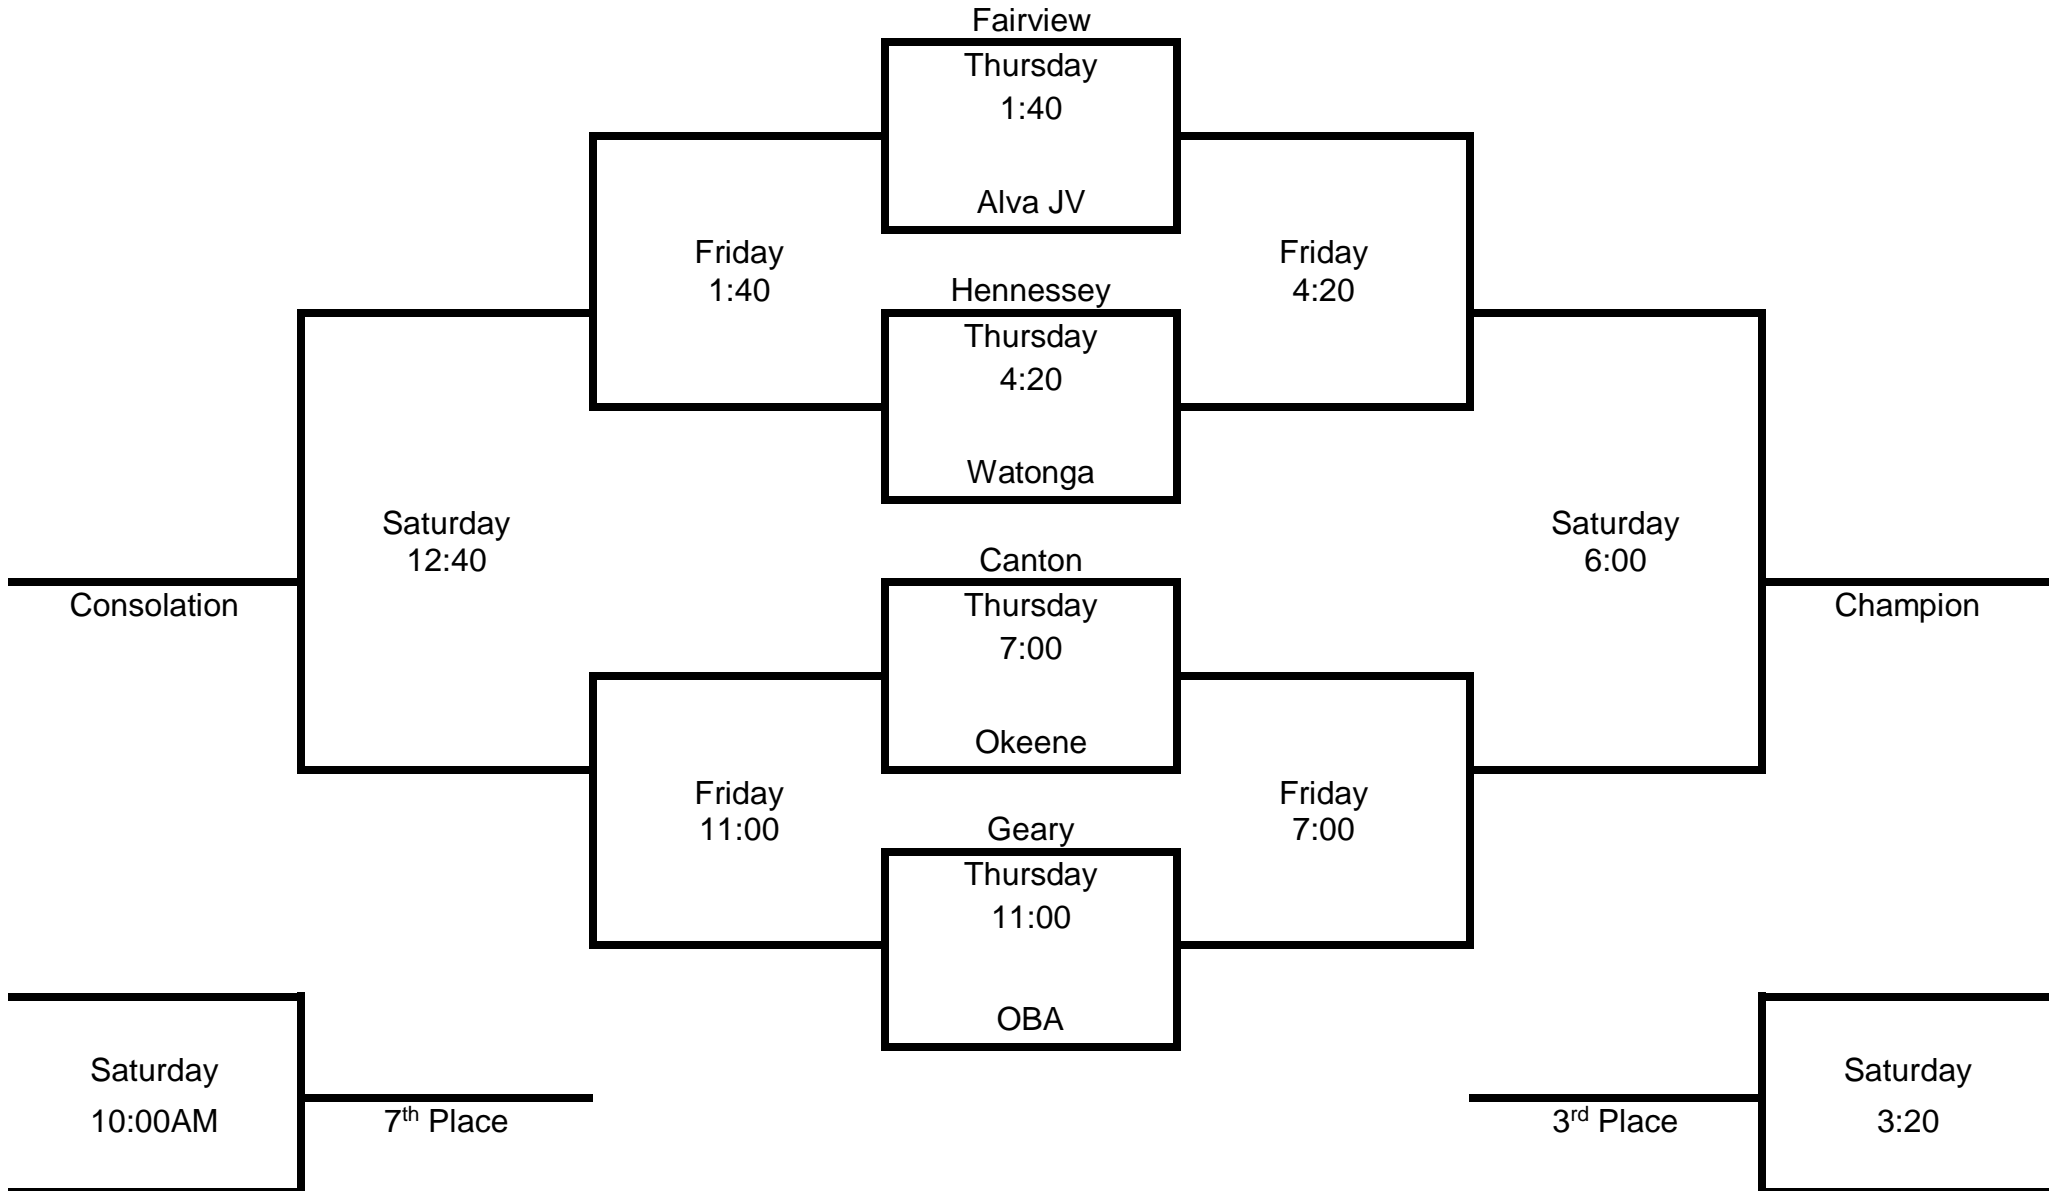 Fairview
Thursday
1:40
Alva JV
Friday
1:40
Friday
4:20
Hennessey
Thursday
4:20
Watonga
Saturday
12:40
Saturday
6:00
Consolation
Champion
Canton
Thursday
7:00
Okeene
Friday
11:00
Friday
7:00
Geary
Thursday
11:00
OBA
Saturday
10:00AM
7th Place
3rd Place
Saturday
3:20